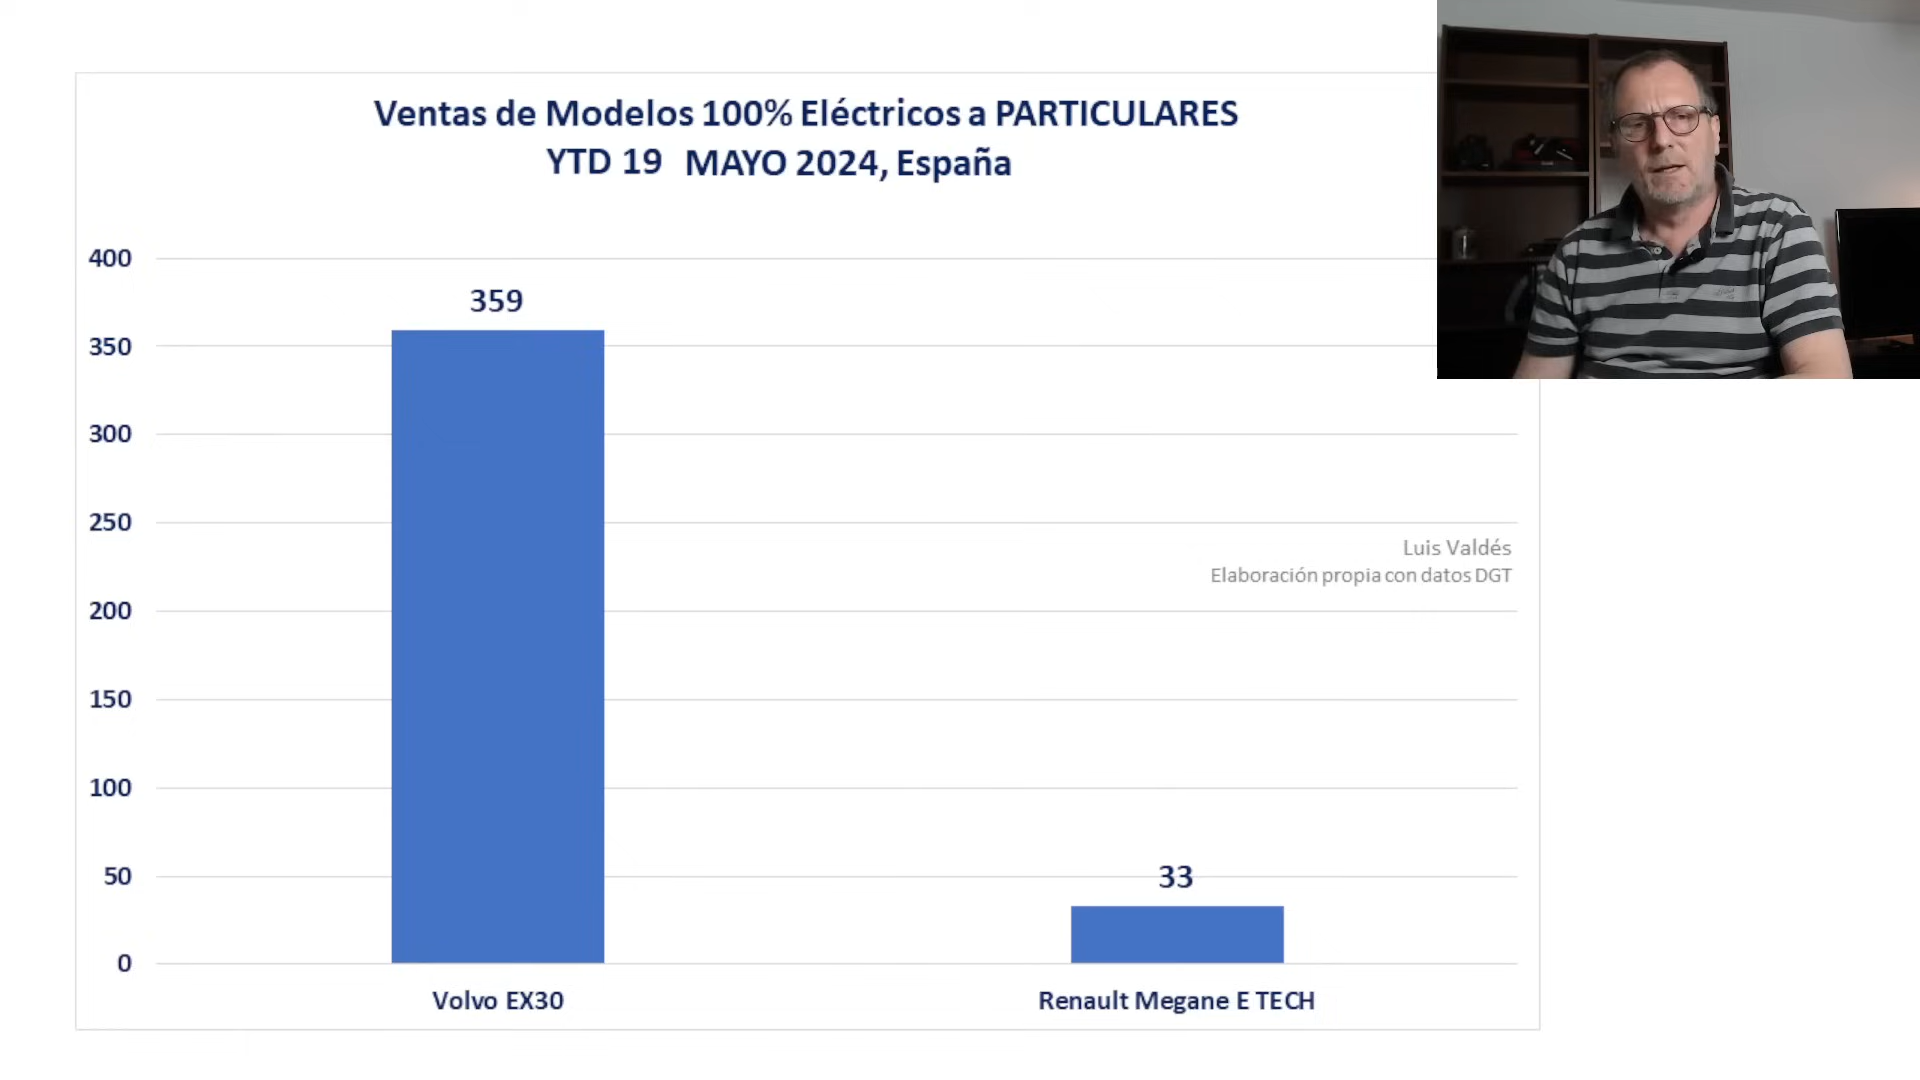 Ventas de Modelos 100% Eléctricos a PARTICULARES
YTD 19 MAYO 2024, España
400
359
350
300
250
Luis Valdés
Elaboración propia con datos DGT
200
150
100
50
33
0
Volvo EX30
Renault Megane E TECH